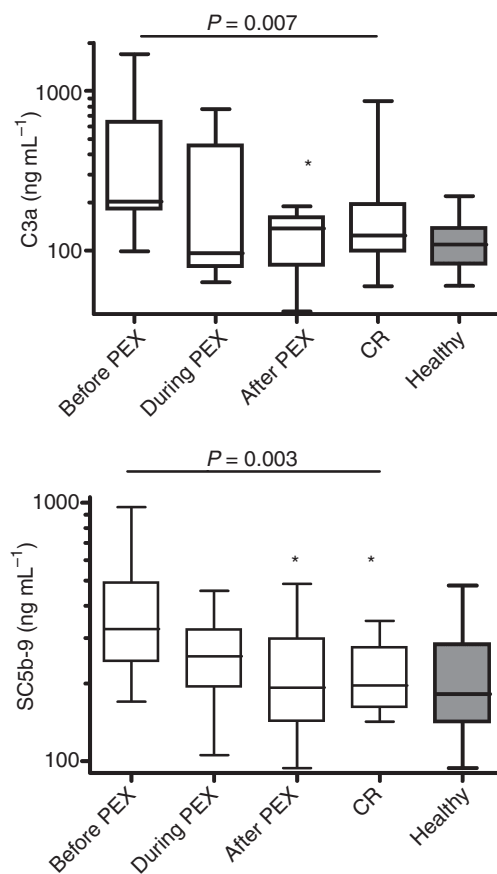 P = 0.007
1000
100
C3a (ng mL⁻¹)
*
Before PEX
During PEX
After PEX
CR
Healthy
P = 0.003
1000
100
SC5b-9 (ng mL⁻¹)
*
*
Before PEX
During PEX
After PEX
CR
Healthy